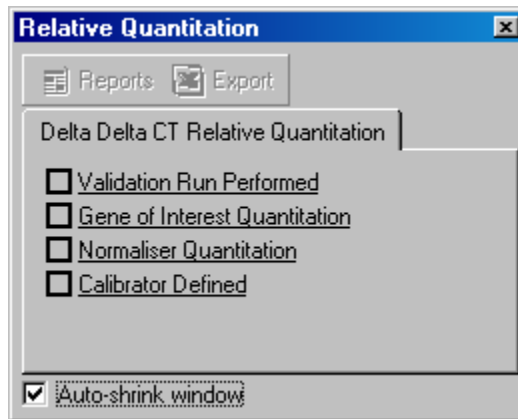 Relative Quantitation
Reports Export
Delta Delta CT Relative Quantitation
Validation Run Performed
Gene of Interest Quantitation
Normaliser Quantitation
Calibrator Defined
Auto-shrink window